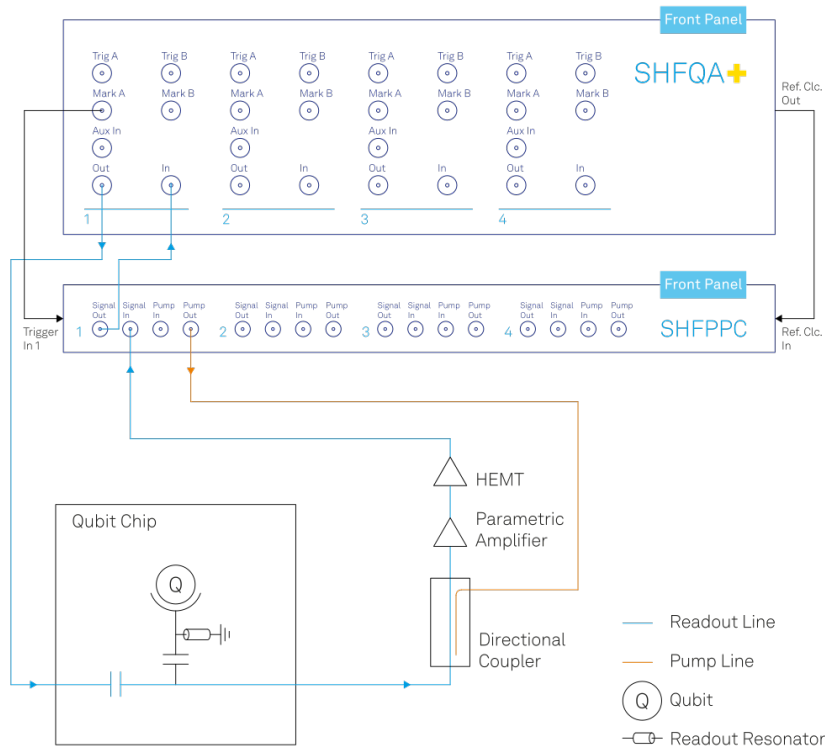 Front Panel
SHFQA+
Trig A Trig B Trig A Trig B Trig A Trig B Trig A Trig B
Mark A Mark B Mark A Mark B Mark A Mark B Mark A Mark B
Aux In Aux In Aux In Aux In
Out In Out In Out In Out In
1 2 3 4
Ref. Clc.
Out
Front Panel
SHFPPC
Signal Signal Pump Pump Signal Signal Pump Pump Signal Signal Pump Pump Signal Signal Pump Pump
Out In In Out Out In In Out Out In In Out Out In In Out
1 2 3 4
Trigger
In 1
Ref. Clc.
In
HEMT
Parametric
Amplifier
Directional
Coupler
Qubit Chip
Q
Readout Line
Pump Line
Q Qubit
Readout Resonator